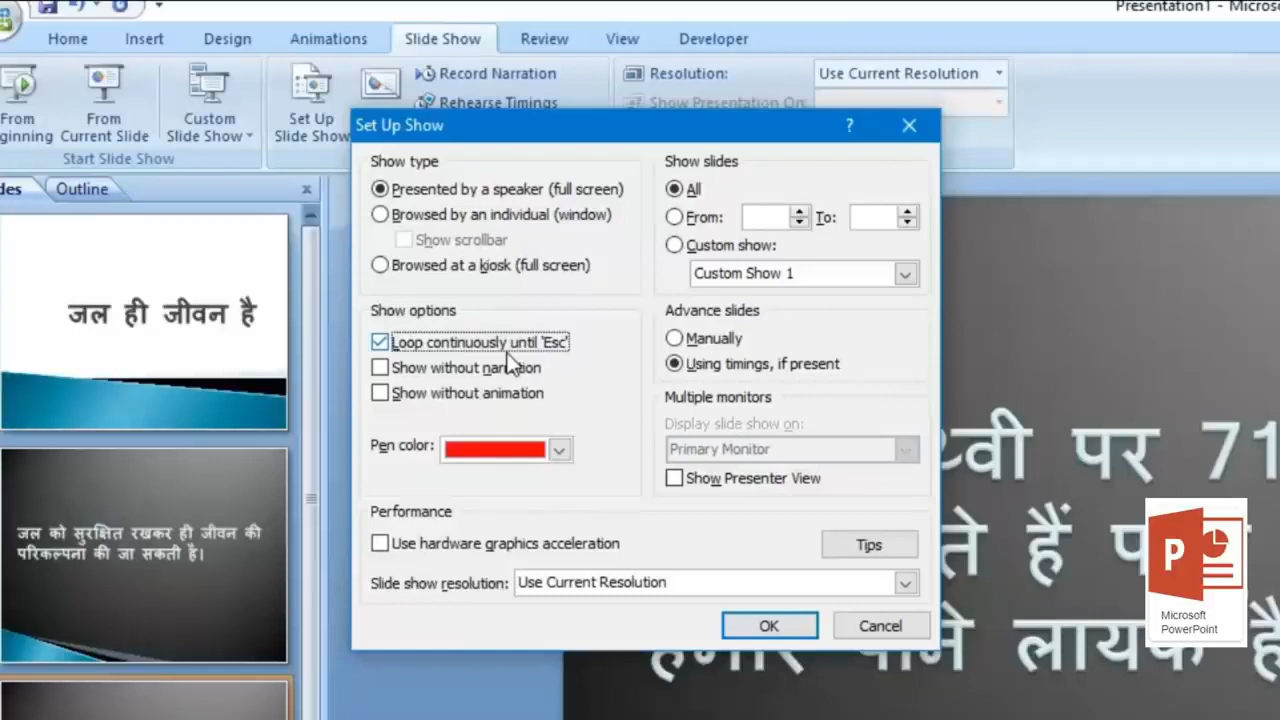 Presentation1 - Micros
Home Insert Design Animations Slide Show Review View Developer
From
ginning
From
Current Slide
Custom
Slide Show
Start Slide Show
Set Up
Slide Show
Record Narration
Rehearse Timings
Resolution: Use Current Resolution
Show Presentation On:
des Outline
जल ही जीवन है
जल को सुरक्षित रखकर ही जीवन की
परिकल्पना की जा सकती है।
Set Up Show ?
Show type
Presented by a speaker (full screen)
Browsed by an individual (window)
Show scrollbar
Browsed at a kiosk (full screen)
Show slides
All
From: To:
Custom show:
Custom Show 1
Show options
Loop continuously until 'Esc'
Show without narration
Show without animation
Pen color:
Advance slides
Manually
Using timings, if present
Multiple monitors
Display slide show on:
Primary Monitor
Show Presenter View
Performance
Use hardware graphics acceleration
Tips
Slide show resolution: Use Current Resolution
OK Cancel
पर 71
हैं
लायक
P
Microsoft
PowerPoint